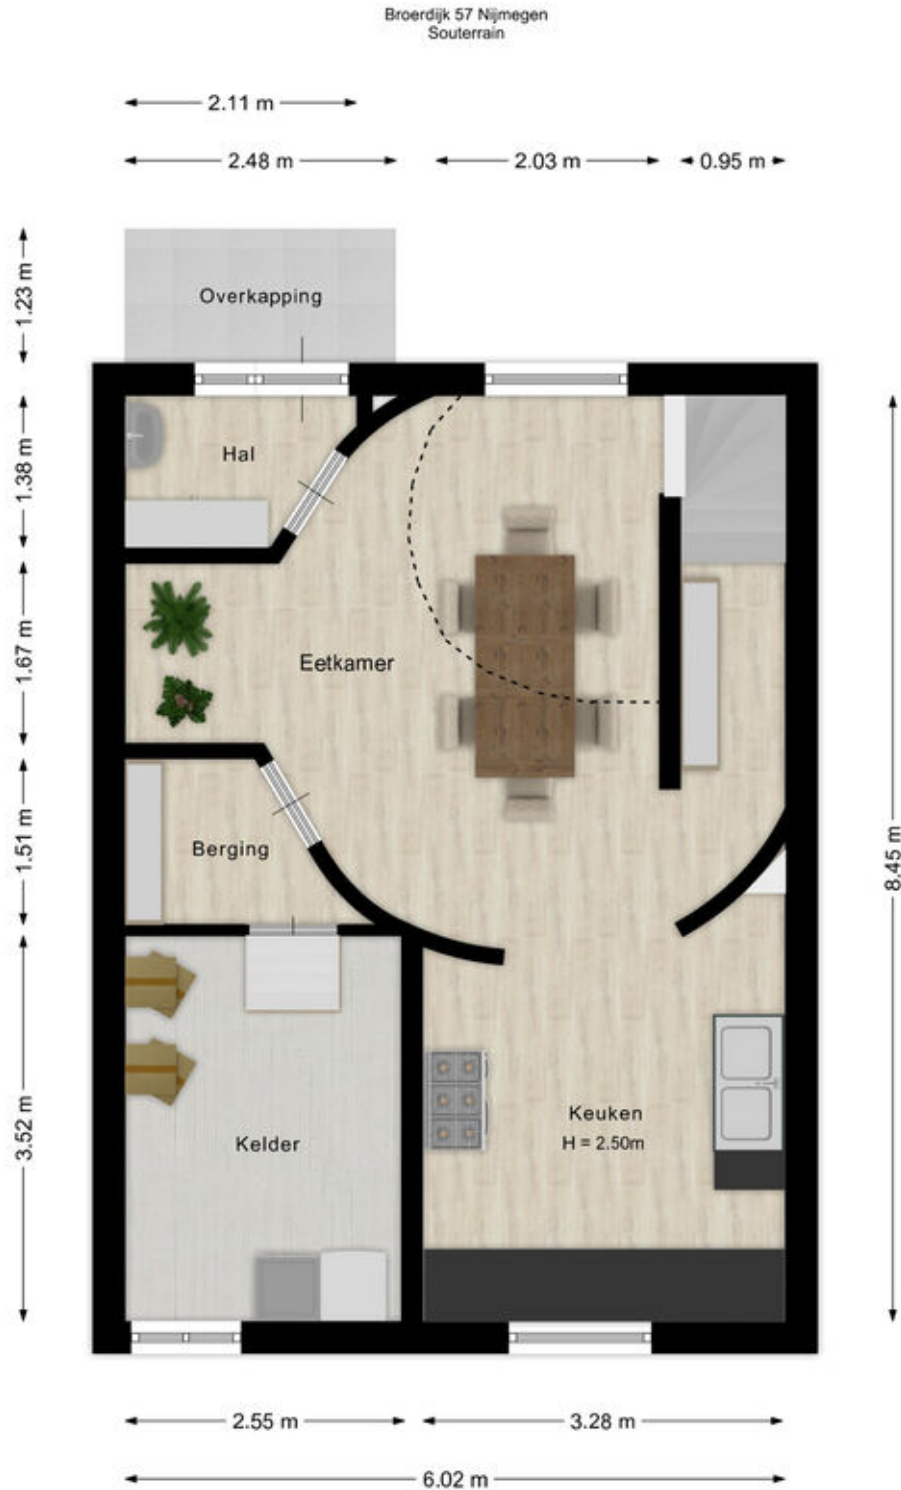 Broerdijk 57 Nijmegen
Souterrain
2.11 m
2.48 m
2.03 m
0.95 m
1.23 m
Overkapping
1.38 m
Hal
1.67 m
Eetkamer
1.51 m
Berging
8.45 m
3.52 m
Kelder
Keuken
H = 2.50m
2.55 m
3.28 m
6.02 m